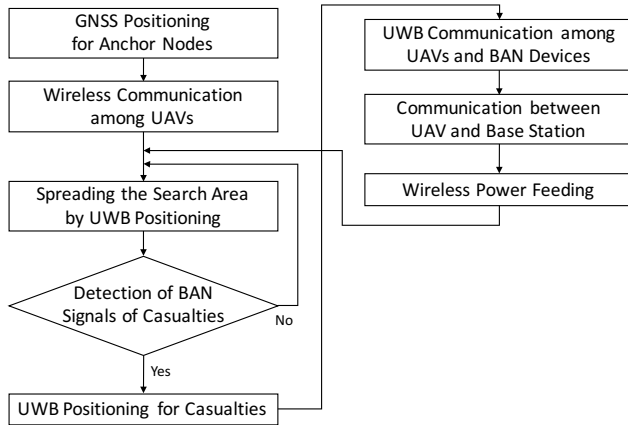 GNSS Positioning
for Anchor Nodes
Wireless Communication
among UAVs
Spreading the Search Area
by UWB Positioning
Detection of BAN
Signals of Casualties
No
Yes
UWB Positioning for Casualties
UWB Communication among
UAVs and BAN Devices
Communication between
UAV and Base Station
Wireless Power Feeding